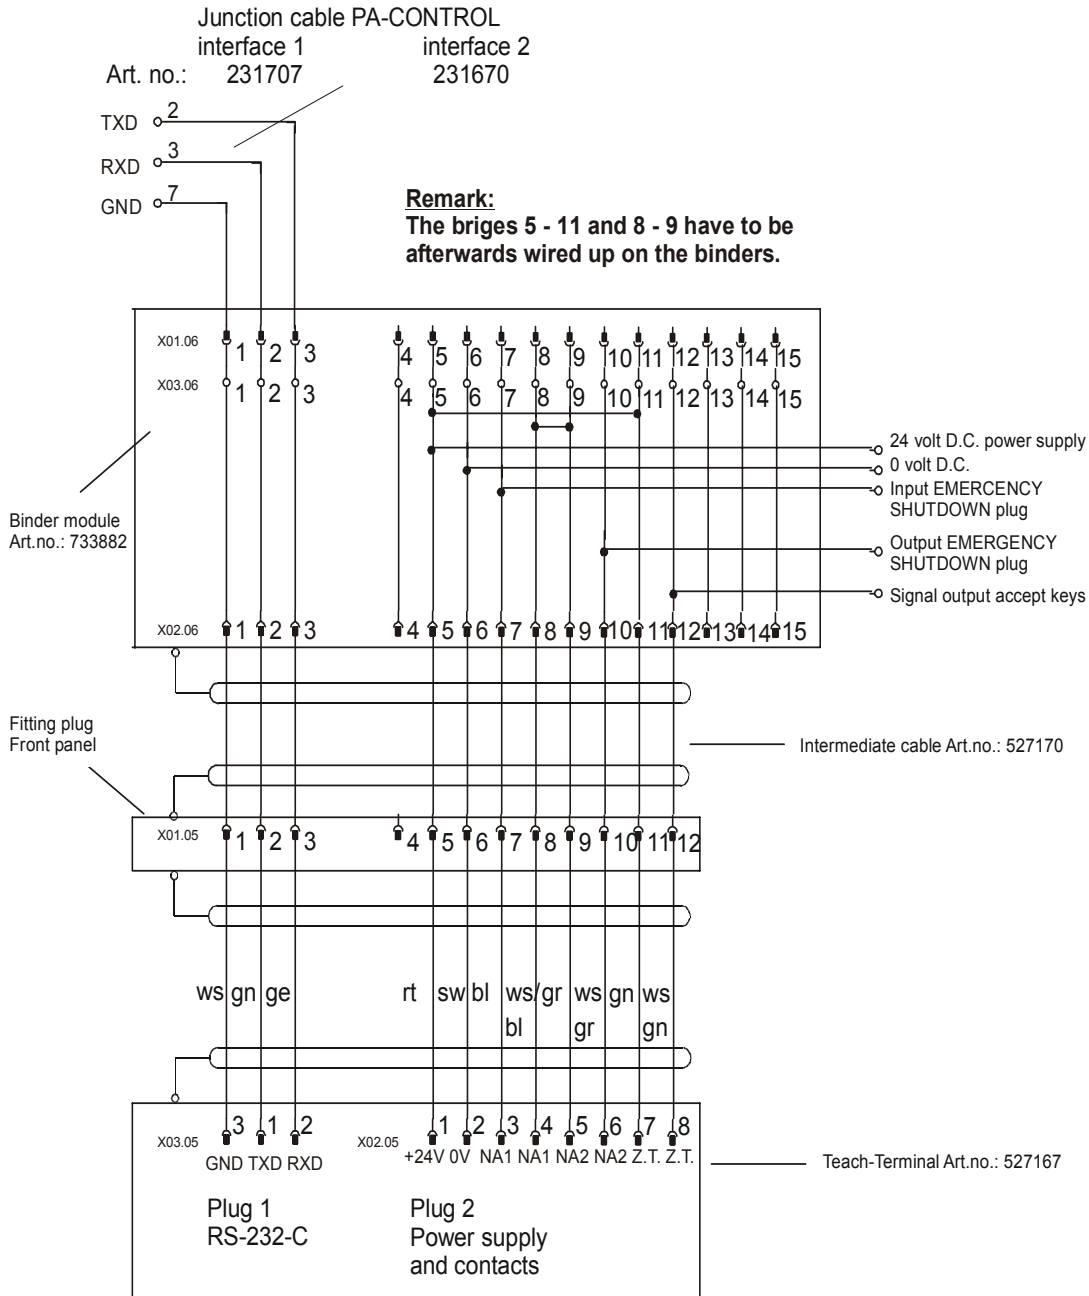 Junction cable PA-CONTROL
interface 1 interface 2
Art. no.: 231707 231670
TXD 2
RXD 3
GND 7
Remark:
The briges 5 - 11 and 8 - 9 have to be
afterwards wired up on the binders.
X01.06 1 2 3 4 5 6 7 8 9 10 11 12 13 14 15
X03.06 1 2 3 4 5 6 7 8 9 10 11 12 13 14 15
24 volt D.C. power supply
0 volt D.C.
Input EMERCENCY
SHUTDOWN plug
Output EMERGENCY
SHUTDOWN plug
Signal output accept keys
Binder module
Art.no.: 733882
X02.06 1 2 3 4 5 6 7 8 9 10 11 12 13 14 15
Fitting plug
Front panel
Intermediate cable Art.no.: 527170
X01.05 1 2 3 4 5 6 7 8 9 10 11 12
ws gn ge rt sw bl ws/gr ws gn ws
bl gr gn
X03.05 3 1 2 X02.05 1 2 3 4 5 6 7 8
GND TXD RXD +24V 0V NA1 NA1 NA2 NA2 Z.T. Z.T.
Teach-Terminal Art.no.: 527167
Plug 1
RS-232-C
Plug 2
Power supply
and contacts